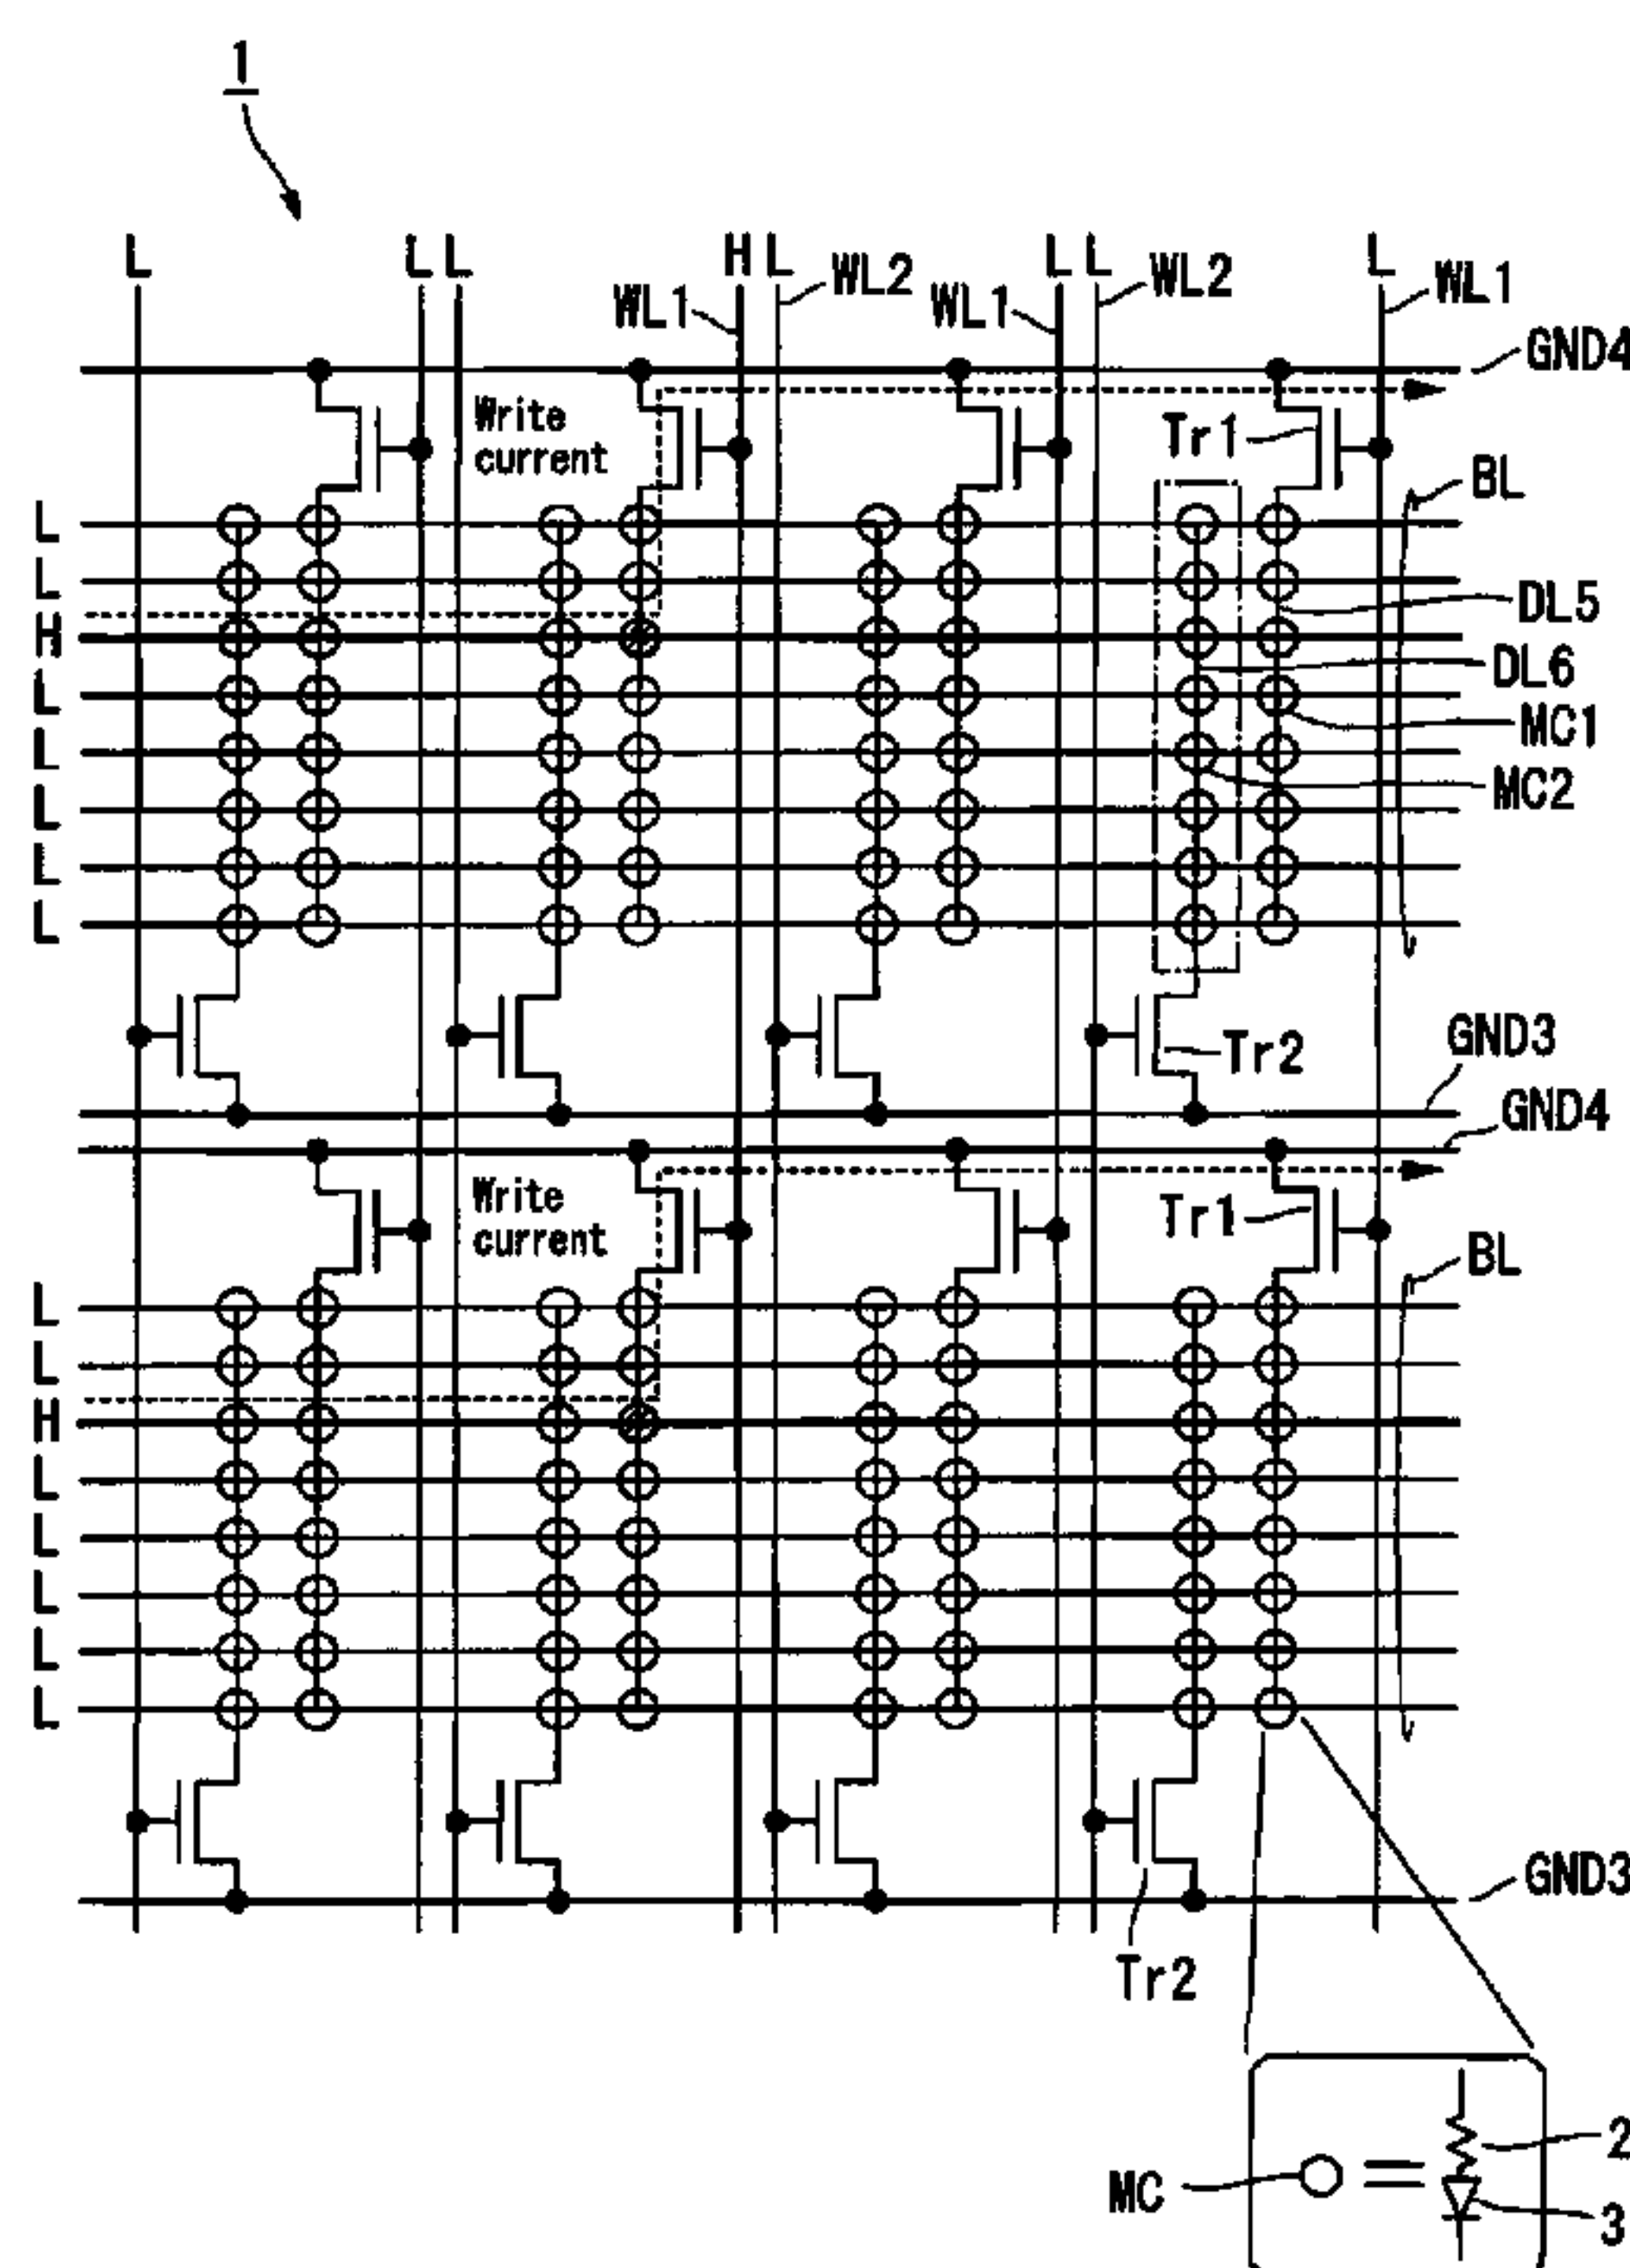 1
L L L H L L L L
WL1 WL2 WL1 WL2 WL1
GND4
Write
current
Tr1
BL
L
L
DL5
H
DL6
L
MC1
L
MC2
L
L
L
Tr2
GND3
GND4
Write
current
Tr1
BL
L
L
H
L
L
L
L
L
GND3
Tr2
2
MC
3